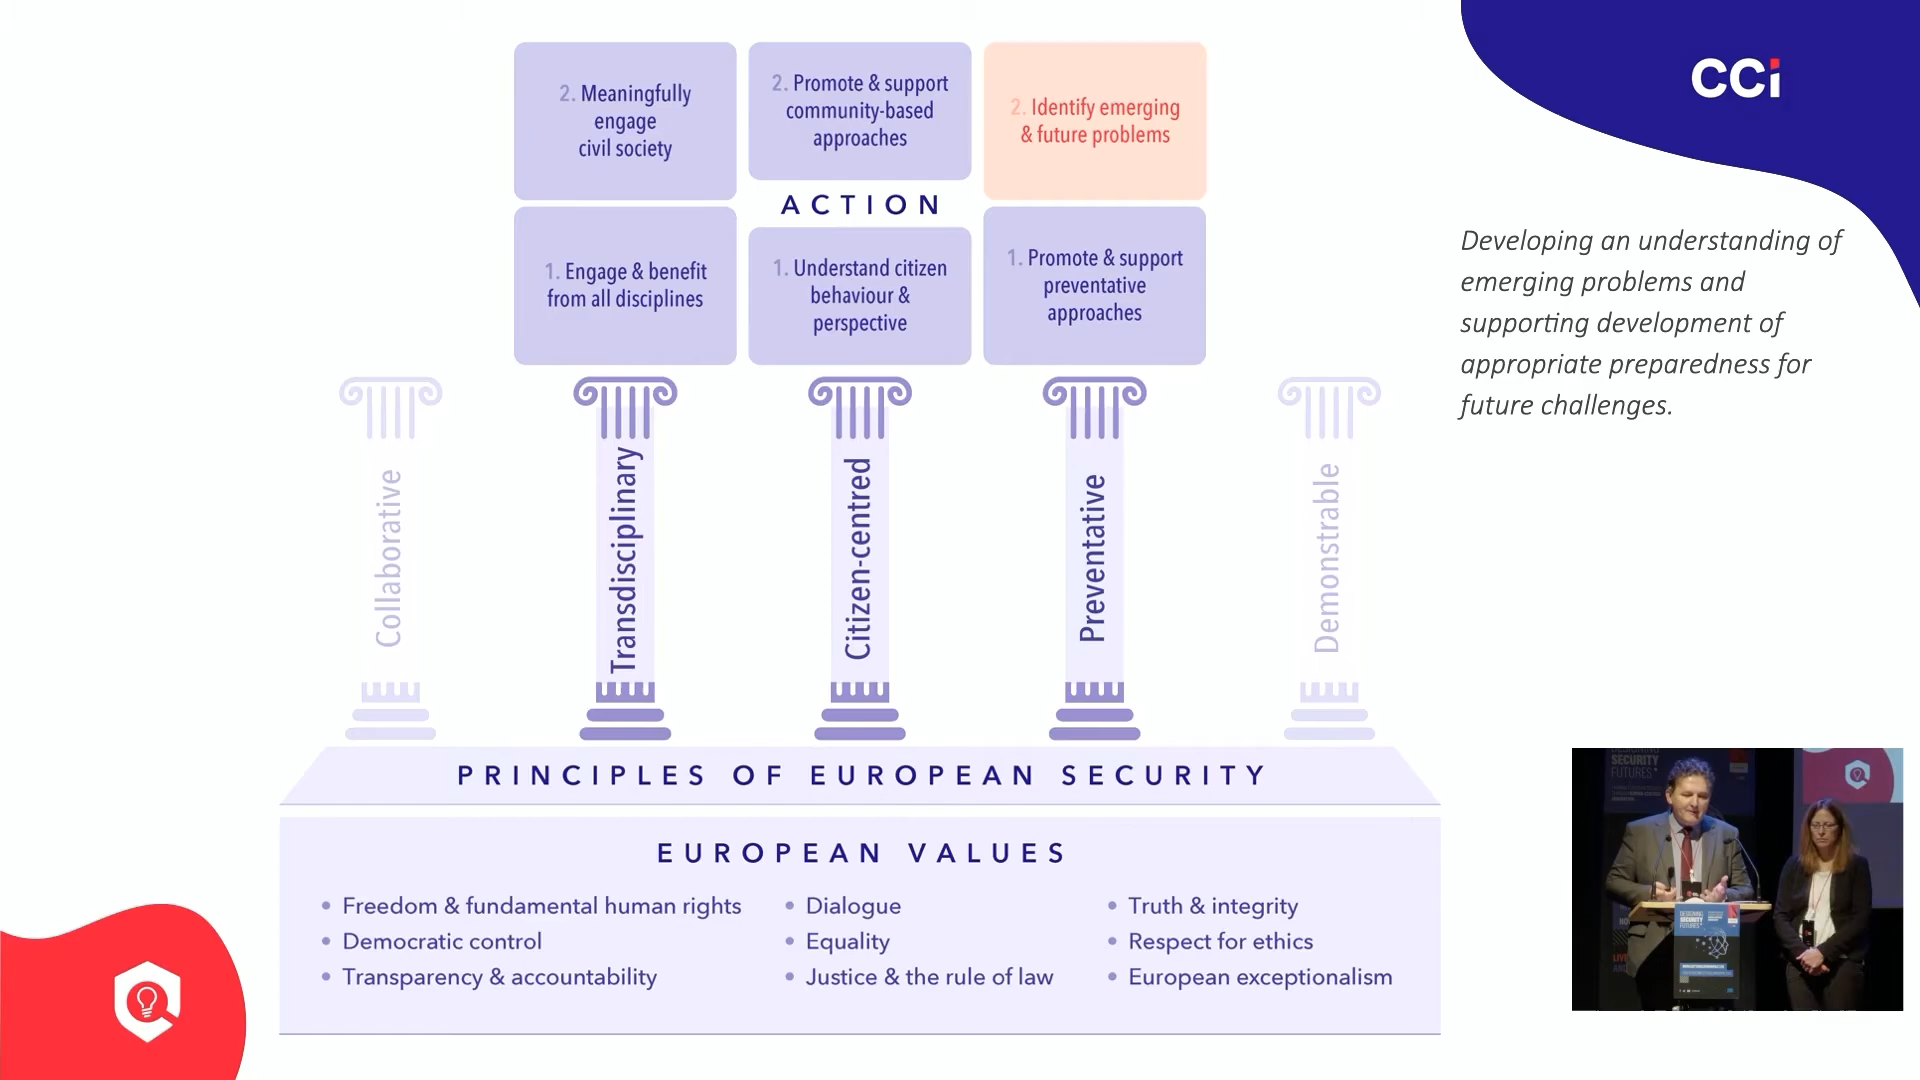 CCi
2. Meaningfully
engage
civil society
2. Promote & support
community-based
approaches
2. Identify emerging
& future problems
ACTION
1. Engage & benefit
from all disciplines
1. Understand citizen
behaviour &
perspective
1. Promote & support
preventative
approaches
Developing an understanding of
emerging problems and
supporting development of
appropriate preparedness for
future challenges.
Collaborative
Transdisciplinary
Citizen-centred
Preventative
Demonstrable
PRINCIPLES OF EUROPEAN SECURITY
EUROPEAN VALUES
• Freedom & fundamental human rights
• Democratic control
• Transparency & accountability
• Dialogue
• Equality
• Justice & the rule of law
• Truth & integrity
• Respect for ethics
• European exceptionalism
DESIGNING
SECURITY
FUTURES
DESIGNING
SECURITY
FUTURES